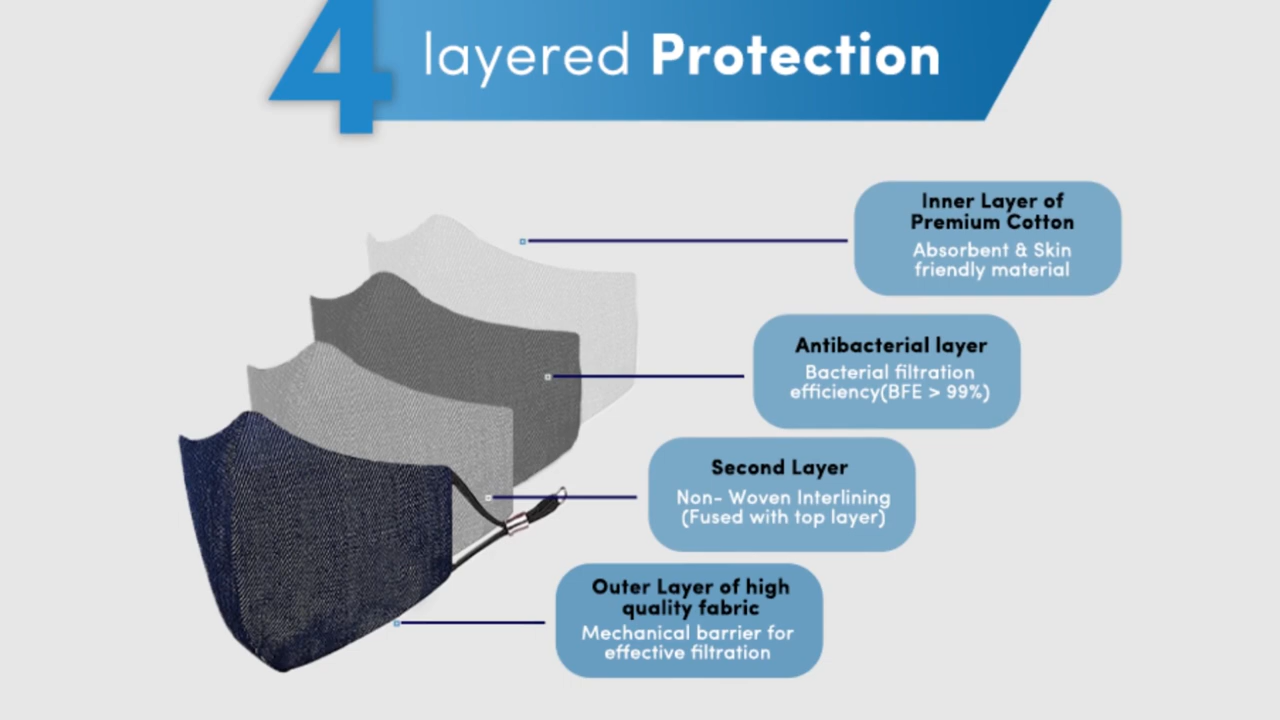 4 layered Protection
Inner Layer of
Premium Cotton
Absorbent & Skin
friendly material
Antibacterial layer
Bacterial filtration
efficiency(BFE > 99%)
Second Layer
Non- Woven Interlining
(Fused with top layer)
Outer Layer of high
quality fabric
Mechanical barrier for
effective filtration